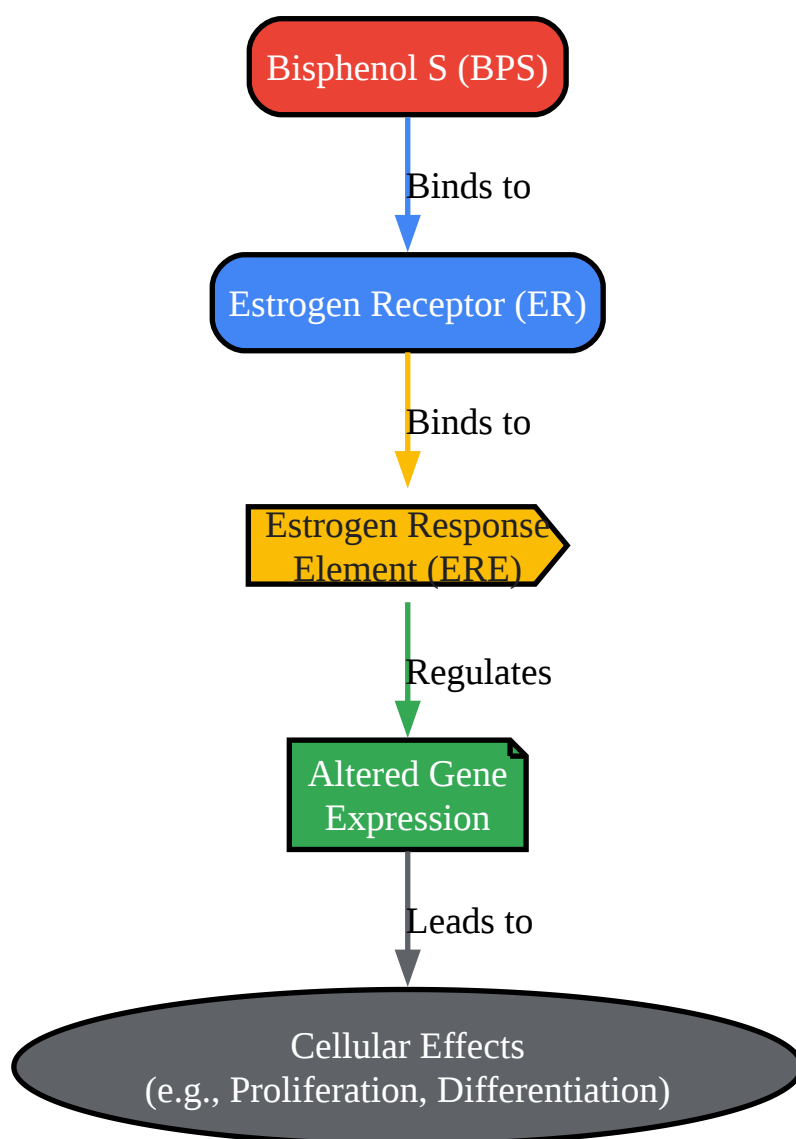 Bisphenol S (BPS)
Binds to
Estrogen Receptor (ER)
Binds to
Estrogen Response
Element (ERE)
Regulates
Altered Gene
Expression
Leads to
Cellular Effects
(e.g., Proliferation, Differentiation)